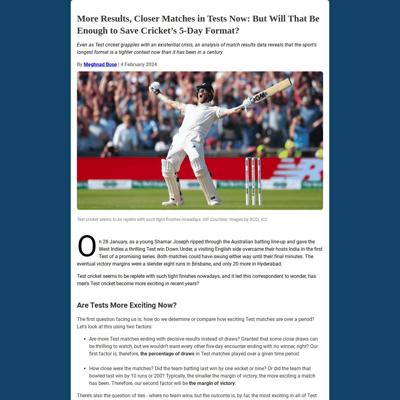 More Results, Closer Matches in Tests Now: But Will That Be
Enough to Save Cricket's 5-Day Format?
Even as Test cricket grapples with an existential crisis, an analysis of match results data reveals that the sport's
longest format is a tighter contest now than it has been in a century.
By Meghnad Bose | 4 February 2024
Test cricket seems to be replete with such tight finishes nowadays. GIF Courtesy: Images by BCCI, ICC
On 28 January, as a young Shamar Joseph ripped through the Australian batting line-up and gave the
West Indies a thrilling Test win Down Under, a visiting English side overcame their hosts India in the first
Test of a promising series. Both matches could have swung either way until their final minutes. The
eventual victory margins were a slender eight runs in Brisbane, and only 20 more in Hyderabad.
Test cricket seems to be replete with such tight finishes nowadays, and it led this correspondent to wonder, has
men's Test cricket become more exciting in recent years?
Are Tests More Exciting Now?
The first question facing us is, how do we determine or compare how exciting Test matches are over a period?
Let's look at this using two factors:
Are more Test matches ending with decisive results instead of draws? Granted that some close draws can
be thrilling to watch, but we wouldn't want every other five-day encounter ending with no winner, right? Our
first factor is, therefore, the percentage of draws in Test matches played over a given time period.
How close were the matches? Did the team batting last win by one wicket or nine? Or did the team that
bowled last win by 10 runs or 200? Typically, the smaller the margin of victory, the more exciting a match
has been. Therefore, our second factor will be the margin of victory.
There's also the question of ties - where no team wins, but the outcome is, by far, the most exciting in all of Test